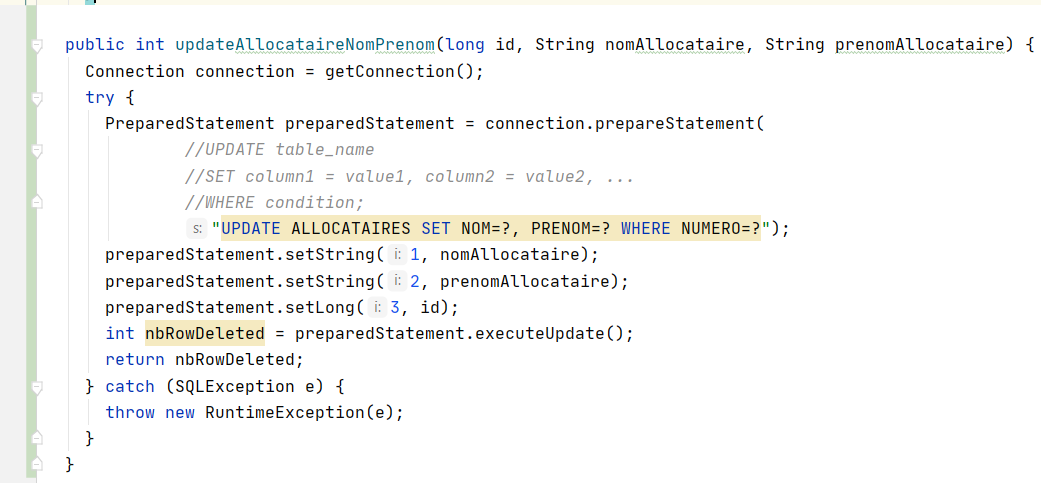 public int updateAllocataireNomPrenom(long id, String nomAllocataire, String prenomAllocataire) {
Connection connection = getConnection();
try {
PreparedStatement preparedStatement = connection.prepareStatement(
//UPDATE table_name
//SET column1 = value1, column2 = value2, ...
//WHERE condition;
s: "UPDATE ALLOCATAIRES SET NOM=?, PRENOM=? WHERE NUMERO=?");
preparedStatement.setString( i: 1, nomAllocataire);
preparedStatement.setString( i: 2, prenomAllocataire);
preparedStatement.setLong( i: 3, id);
int nbRowDeleted = preparedStatement.executeUpdate();
return nbRowDeleted;
} catch (SQLException e) {
throw new RuntimeException(e);
}
}